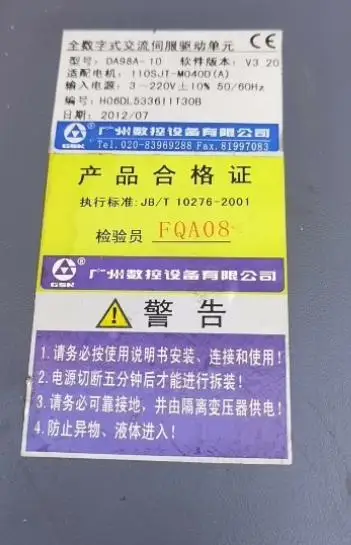 全数字式交流伺服驱动单元 CE
型号: DA98A-10 软件版本: V3 20
适配电机: 110SJT-M040D(A)
输入电源: 3~220V±10% 50/60Hz
编号: H06DL533611T30B
日期: 2012/07
GSK ® 广州数控设备有限公司
Tel.020-83969288 Fax.81997083
产品合格证
执行标准: JB/T 10276-2001
检验员 FQA08
GSK ® 广州数控设备有限公司
警告
1.请务必按使用说明书安装、连接和使用!
2.电源切断五分钟后才能进行拆装!
3.请务必可靠接地,并由隔离变压器供电!
4.防止异物、液体进入!